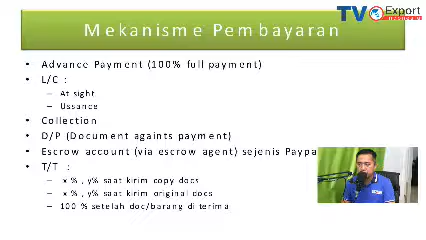 TV Export
Mekanisme Pembayaran
• Advance Payment (100% full payment)
• L/C :
– At sight
– Ussance
• Collection
• D/P (Document againts payment)
• Escrow account (via escrow agent) sejenis Paypa
• T/T :
– x % , y% saat kirim copy docs
– x % , y% saat kirim original docs
– 100 % setelah doc/barang di terima